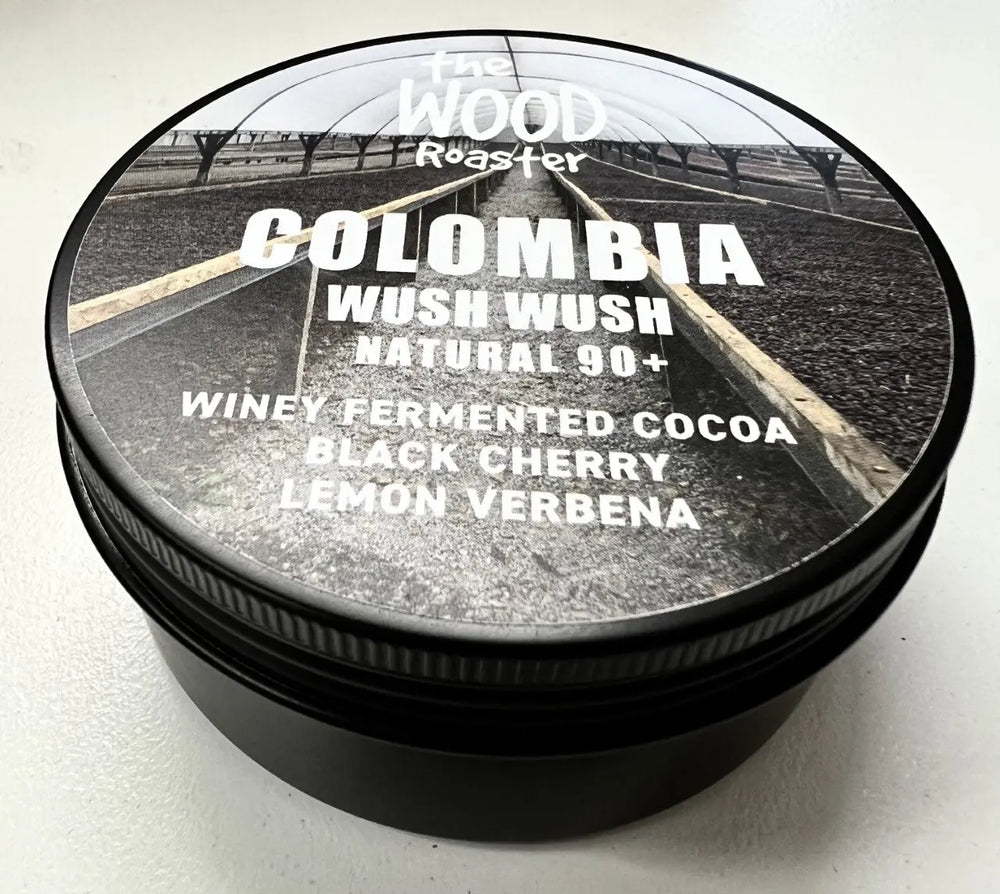 the
WOOD
Roaster
COLOMBIA
WUSH WUSH
NATURAL 90+
WINEY FERMENTED COCOA
BLACK CHERRY
LEMON VERBENA